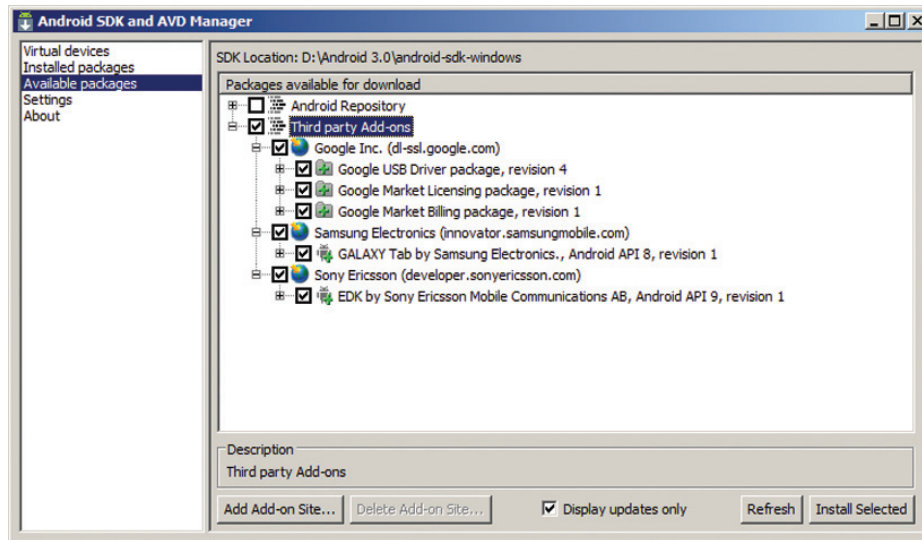 Android SDK and AVD Manager
Virtual devices
Installed packages
Available packages
Settings
About
SDK Location: D:\Android 3.0\android-sdk-windows
Packages available for download
Android Repository
Third party Add-ons
Google Inc. (dl-ssl.google.com)
Google USB Driver package, revision 4
Google Market Licensing package, revision 1
Google Market Billing package, revision 1
Samsung Electronics (innovator.samsungmobile.com)
GALAXY Tab by Samsung Electronics., Android API 8, revision 1
Sony Ericsson (developer.sonyericsson.com)
EDK by Sony Ericsson Mobile Communications AB, Android API 9, revision 1
Description
Third party Add-ons
Add Add-on Site... Delete Add-on Site... Display updates only Refresh Install Selected